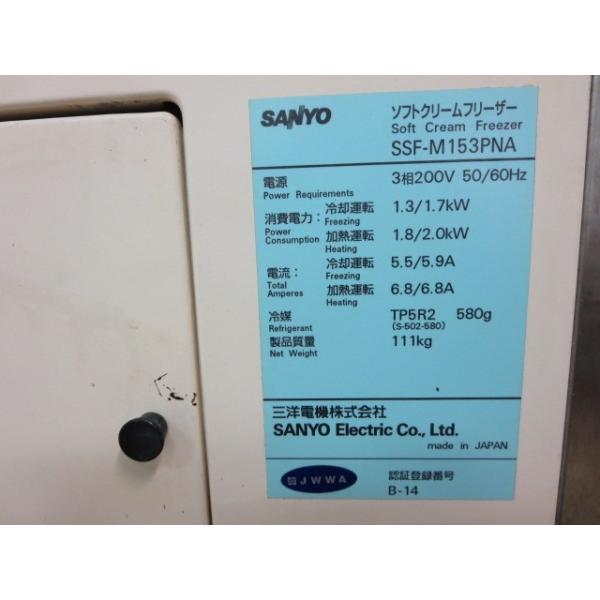 SANYO
ソフトクリームフリーザー
Soft Cream Freezer
SSF-M153PNA
電源 3相200V 50/60Hz
Power Requirements
消費電力: 冷却運転 1.3/1.7kW
Power Consumption Freezing
加熱運転 1.8/2.0kW
Heating
電流: 冷却運転 5.5/5.9A
Total Amperes Freezing
加熱運転 6.8/6.8A
Heating
冷媒 TP5R2 580g
Refrigerant (S-502-580)
製品質量 111kg
Net Weight
三洋電機株式会社
SANYO Electric Co., Ltd.
made in JAPAN
JWWA 認証登録番号
B-14